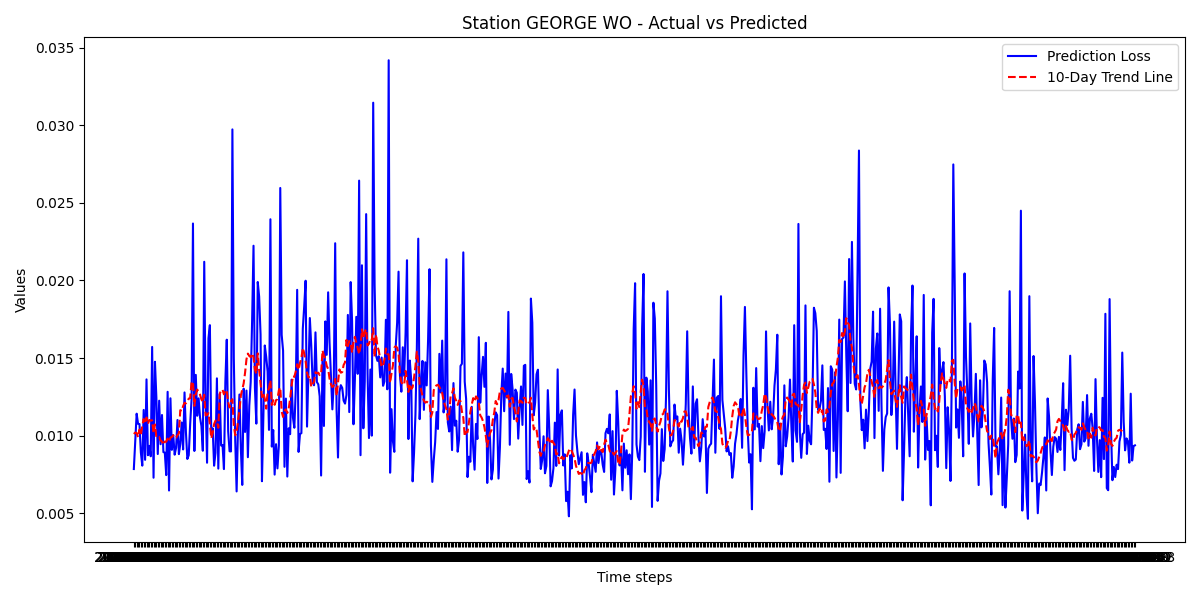 Station GEORGE WO - Actual vs Predicted
Prediction Loss
10-Day Trend Line
Values
0.035
0.030
0.025
0.020
0.015
0.010
0.005
Time steps